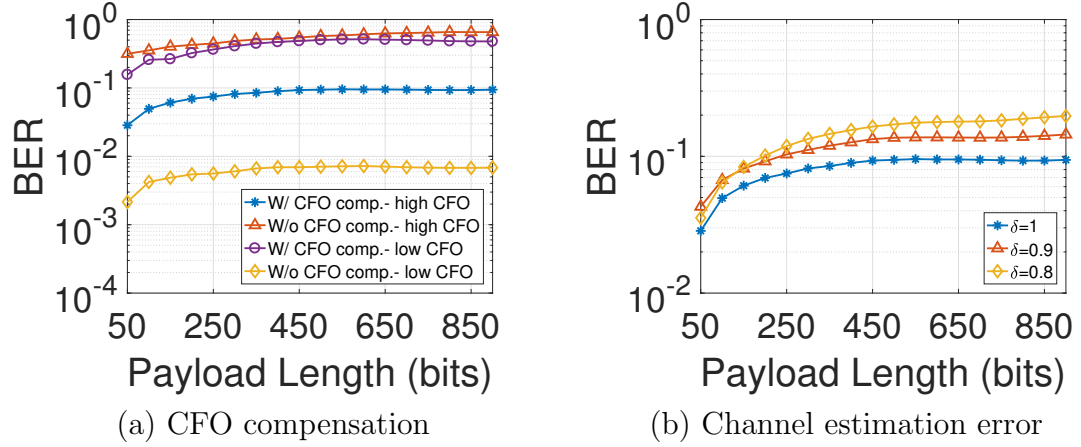 10^0
10^-1
10^-2
10^-3
10^-4
BER
W/ CFO comp.- high CFO
W/o CFO comp.- high CFO
W/ CFO comp.- low CFO
W/o CFO comp.- low CFO
50 250 450 650 850
Payload Length (bits)
(a) CFO compensation
10^0
10^-1
10^-2
BER
δ=1
δ=0.9
δ=0.8
50 250 450 650 850
Payload Length (bits)
(b) Channel estimation error